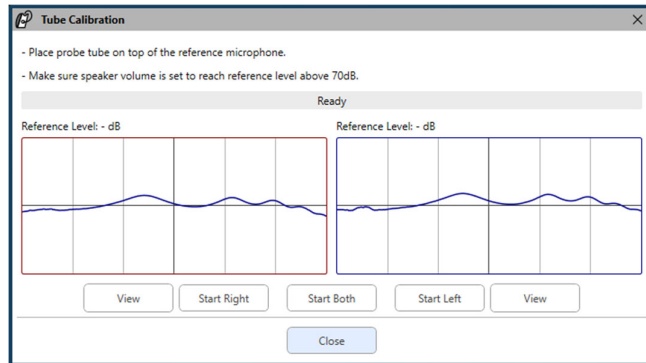 Tube Calibration
- Place probe tube on top of the reference microphone.
- Make sure speaker volume is set to reach reference level above 70dB.
Ready
Reference Level: - dB
Reference Level: - dB
View
Start Right
Start Both
Start Left
View
Close